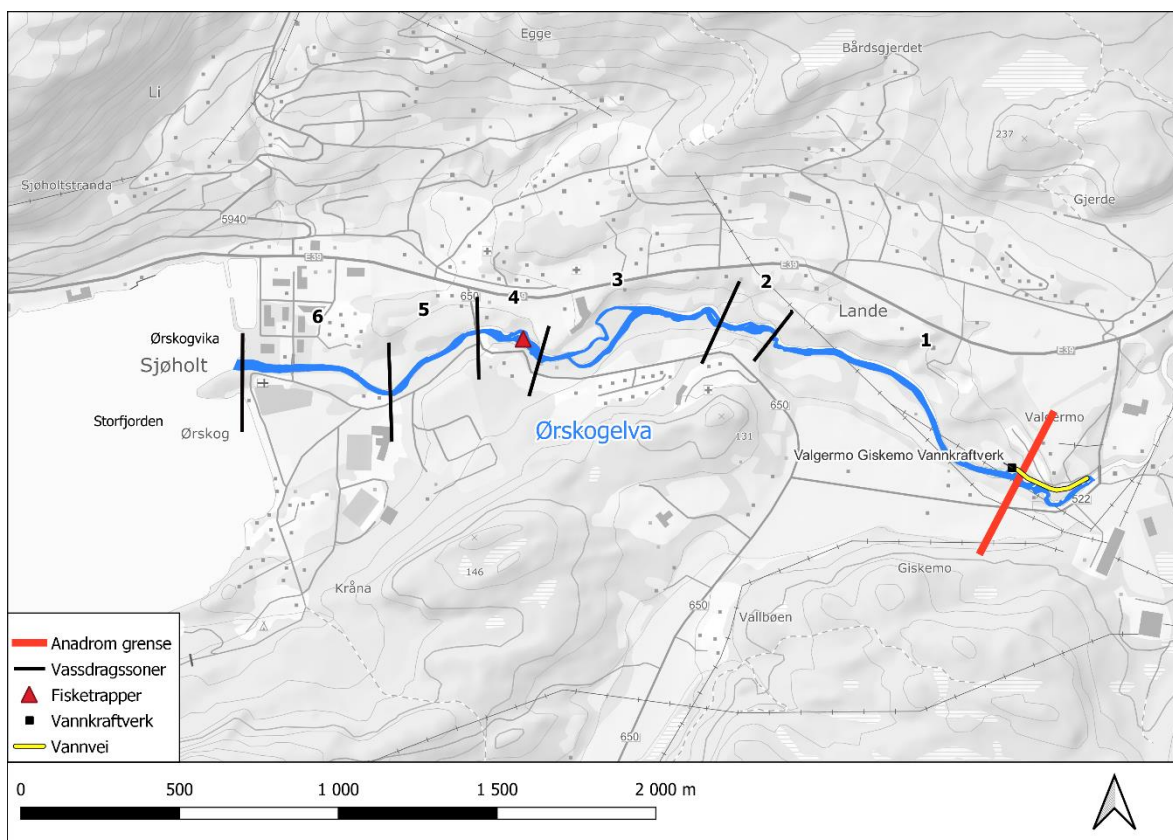 Egge
Bårdsgjerdet
Li
237
Sjøholtstranda
Gjerde
5940
E39
E39
650
4
3
2
Lande
5
6
1
E39
Ørskogvika
Sjøholt
Storfjorden
Ørskog
Ørskogelva
131
650
Valgermo
Valgermo Giskemo Vannkraftverk
522
146
Kråna
Giskemo
Vallbøen
650
650
Anadrom grense
Vassdragssoner
Fisketrapper
Vannkraftverk
Vannvei
0 500 1 000 1 500 2 000 m